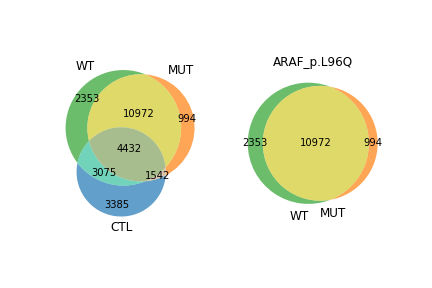 WT
MUT
2353
10972
994
4432
3075
1542
3385
CTL
ARAF_p.L96Q
2353
10972
994
WT
MUT